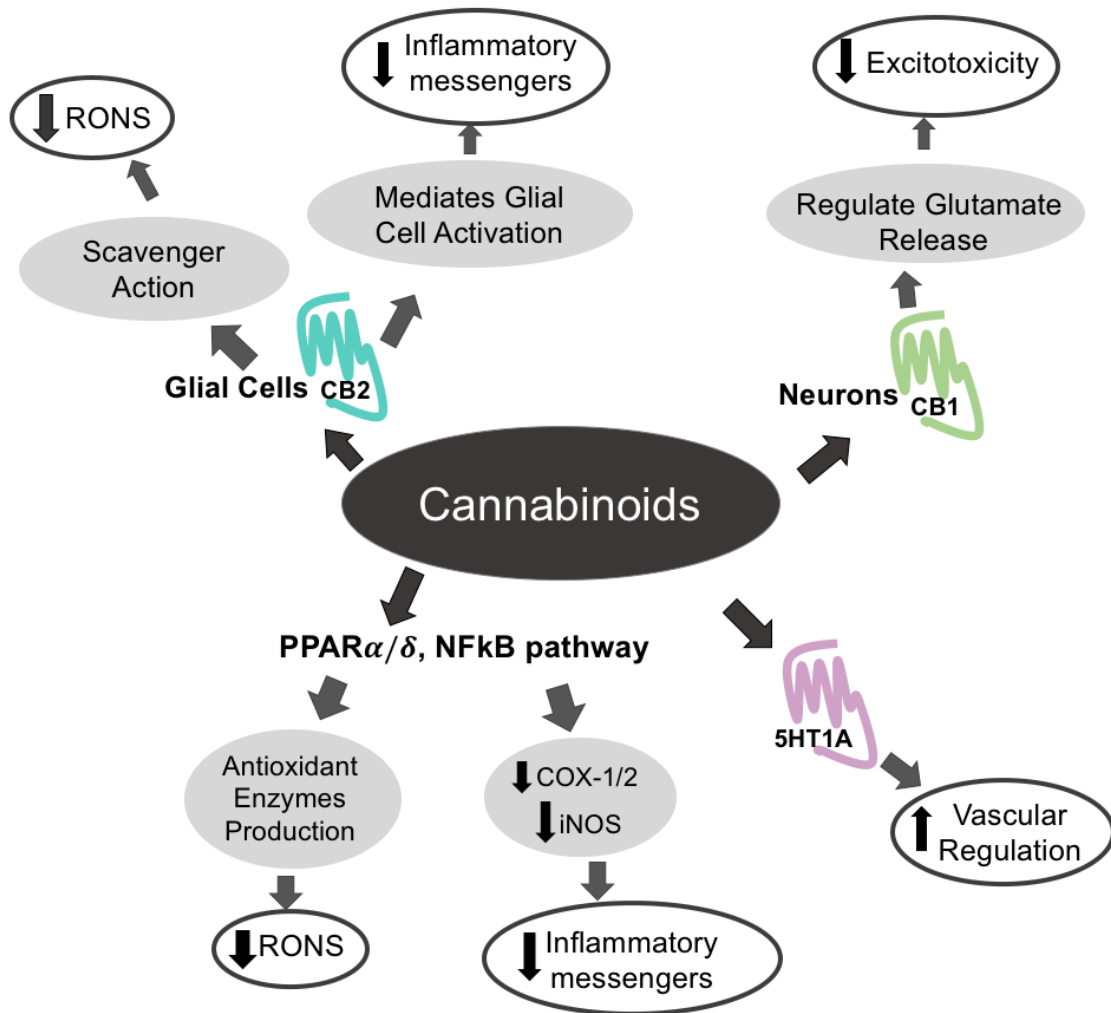 Inflammatory
messengers
Excitotoxicity
RONS
Mediates Glial
Cell Activation
Regulate Glutamate
Release
Scavenger
Action
Glial Cells CB2
Neurons CB1
Cannabinoids
PPARα/δ, NFkB pathway
5HT1A
Antioxidant
Enzymes
Production
COX-1/2
iNOS
Vascular
Regulation
RONS
Inflammatory
messengers